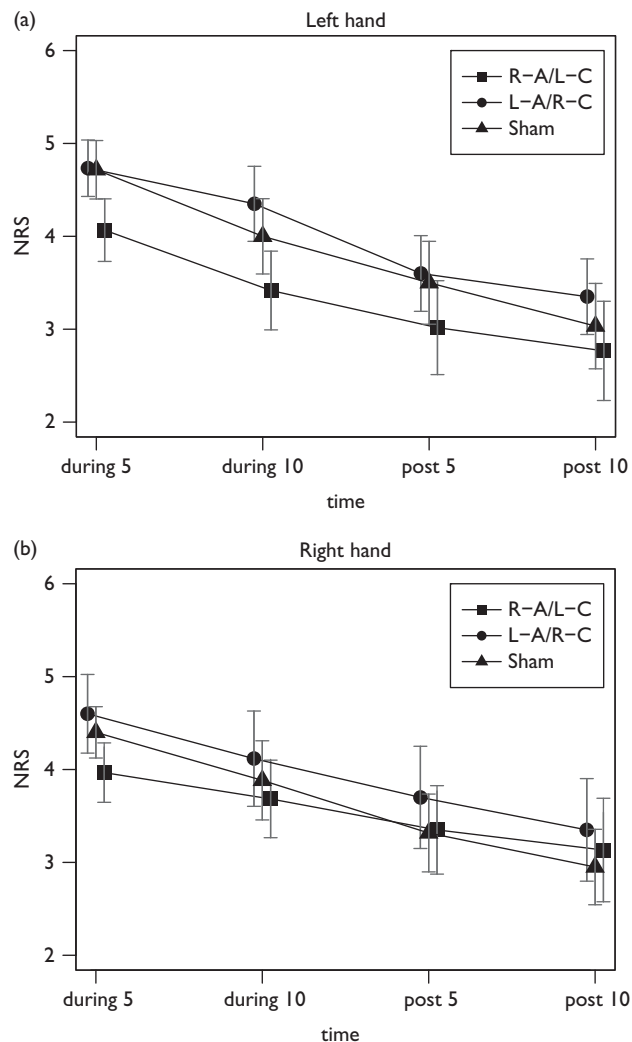 (a)
Left hand
6
5
4
3
2
NRS
R–A/L–C
L–A/R–C
Sham
during 5
during 10
post 5
post 10
time
(b)
Right hand
6
5
4
3
2
NRS
R–A/L–C
L–A/R–C
Sham
during 5
during 10
post 5
post 10
time